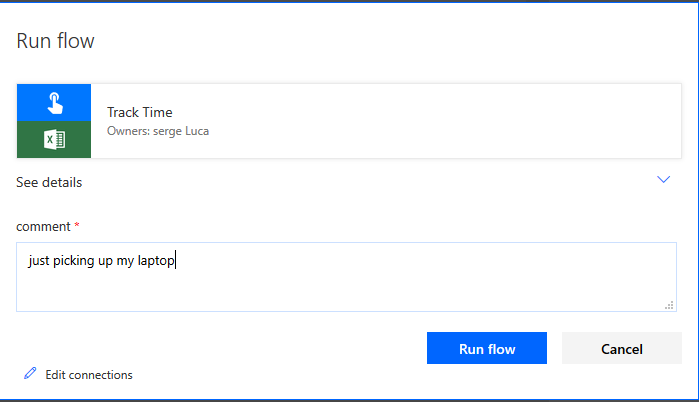 Run flow
Track Time
Owners: serge Luca
See details
comment *
just picking up my laptop
Run flow
Cancel
Edit connections